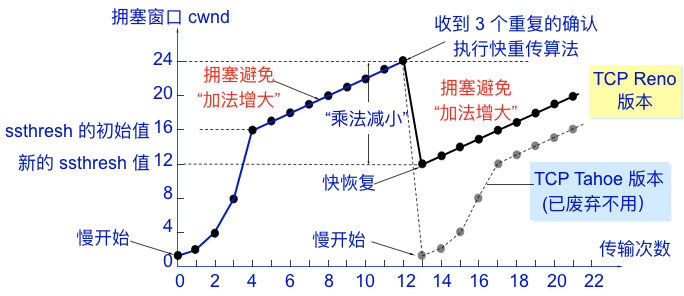 拥塞窗口 cwnd
收到 3 个重复的确认
执行快重传算法
24
20
ssthresh 的初始值 16
新的 ssthresh 值 12
8
4
0
拥塞避免
“加法增大”
“乘法减小”
拥塞避免
“加法增大”
TCP Reno
版本
快恢复
TCP Tahoe 版本
(已废弃不用)
慢开始
慢开始
传输次数
0 2 4 6 8 10 12 14 16 18 20 22